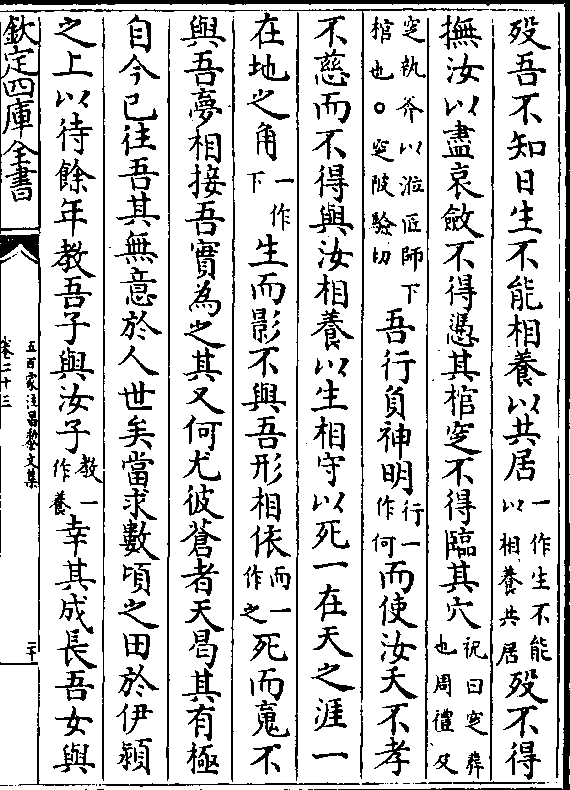 歿吾不知日生不能相養以共居一作生不能以相養共居歿不得
撫汝以盡哀斂不得憑其棺窆不得臨其穴祝曰窆葬也周禮及
窆執斧以涖匠師下棺也○窆陂驗切吾行負神明行一作何而使汝夭不孝
不慈而不得與汝相養以生相守以死一在天之涯一
在地之角一作下生而影不與吾形相依而一作之死而䰟不
與吾夢相接吾實為之其又何尤彼蒼者天曷其有極
自今已往吾其無意於人世矣當求數頃之田於伊潁
之上以待餘年教吾子與汝子教一作養幸其成長吾女與
欽定四庫全書
五百家注昌黎文集
卷二十三
二十